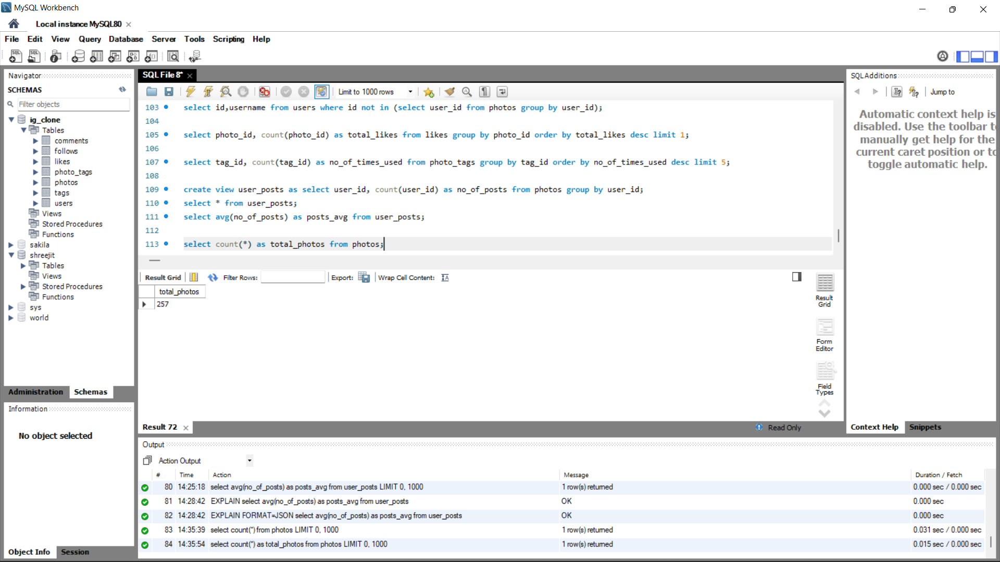 MySQL Workbench
Local instance MySQL80
File Edit View Query Database Server Tools Scripting Help
Navigator
SCHEMAS
Filter objects
ig_clone
Tables
comments
follows
likes
photo_tags
photos
tags
users
Views
Stored Procedures
Functions
sakila
shreejit
Tables
Views
Stored Procedures
Functions
sys
world
Administration Schemas
Information
No object selected
Object Info Session
SQL File 8*
Limit to 1000 rows
103 select id,username from users where id not in (select user_id from photos group by user_id);
104
105 select photo_id, count(photo_id) as total_likes from likes group by photo_id order by total_likes desc limit 1;
106
107 select tag_id, count(tag_id) as no_of_times_used from photo_tags group by tag_id order by no_of_times_used desc limit 5;
108
109 create view user_posts as select user_id, count(user_id) as no_of_posts from photos group by user_id;
110 select * from user_posts;
111 select avg(no_of_posts) as posts_avg from user_posts;
112
113 select count(*) as total_photos from photos;
Result Grid Filter Rows: Export: Wrap Cell Content:
total_photos
257
Result
Grid
Form
Editor
Field
Types
Result 72
Read Only
SQLAdditions
Jump to
Automatic context help is
disabled. Use the toolbar t
manually get help for the
current caret position or to
toggle automatic help.
Context Help Snippets
Output
Action Output
# Time Action Message Duration / Fetch
80 14:25:18 select avg(no_of_posts) as posts_avg from user_posts LIMIT 0, 1000 1 row(s) returned 0.000 sec / 0.000 sec
81 14:28:42 EXPLAIN select avg(no_of_posts) as posts_avg from user_posts OK 0.000 sec
82 14:28:42 EXPLAIN FORMAT=JSON select avg(no_of_posts) as posts_avg from user_posts OK 0.000 sec
83 14:35:39 select count(*) from photos LIMIT 0, 1000 1 row(s) returned 0.031 sec / 0.000 sec
84 14:35:54 select count(*) as total_photos from photos LIMIT 0, 1000 1 row(s) returned 0.015 sec / 0.000 sec